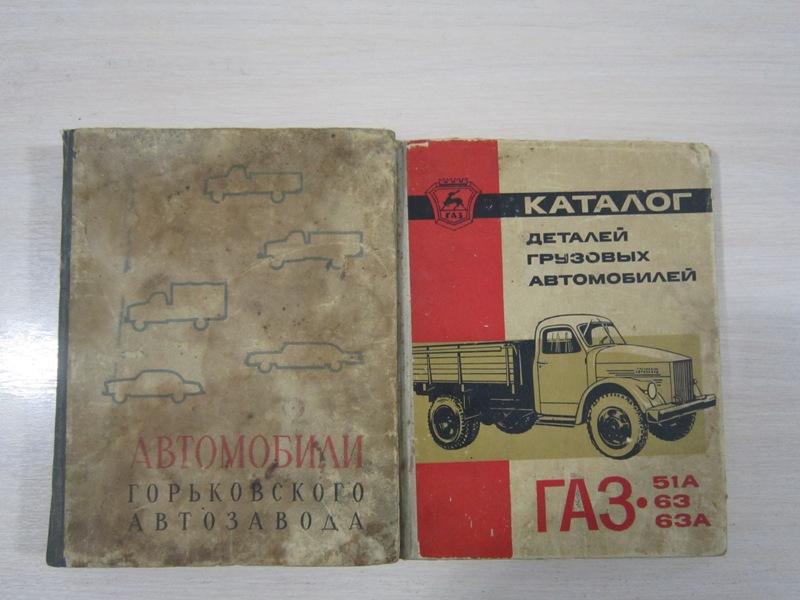 АВТОМОБИЛИ
ГОРЬКОВСКОГО
АВТОЗАВОДА
ГАЗ
КАТАЛОГ
ДЕТАЛЕЙ
ГРУЗОВЫХ
АВТОМОБИЛЕЙ
ГАЗ•51А
63
63А